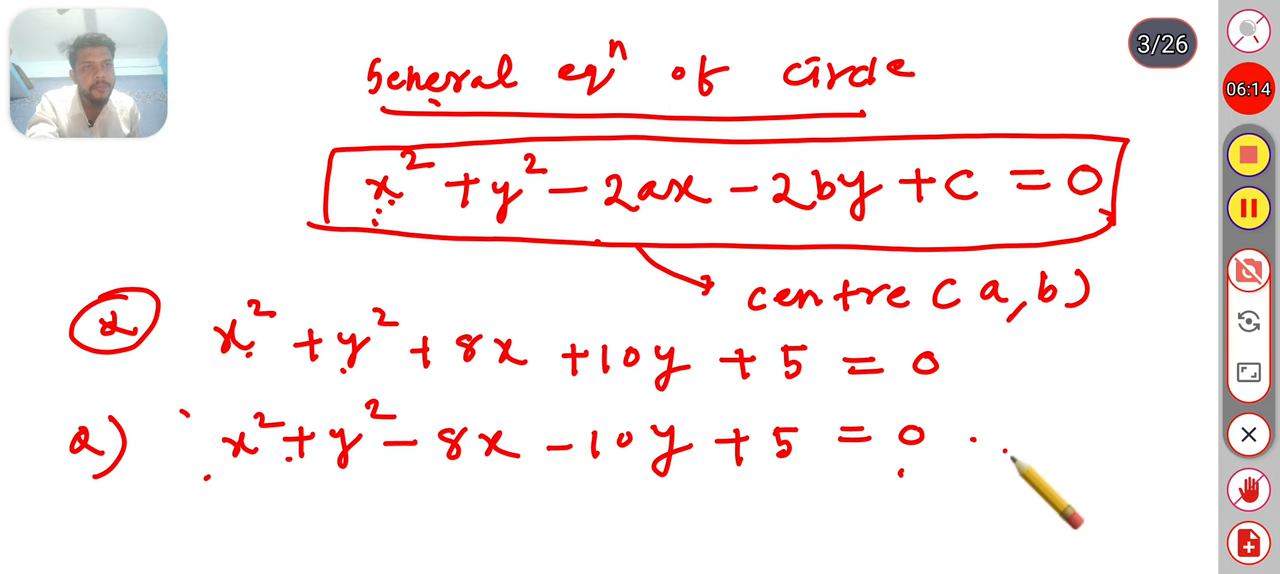 3/26
General eqⁿ of circle
06:14
x² + y² - 2ax - 2by + c = 0
centre (a, b)
x² + y² + 8x + 10y + 5 = 0
a) x² + y² - 8x - 10y + 5 = 0